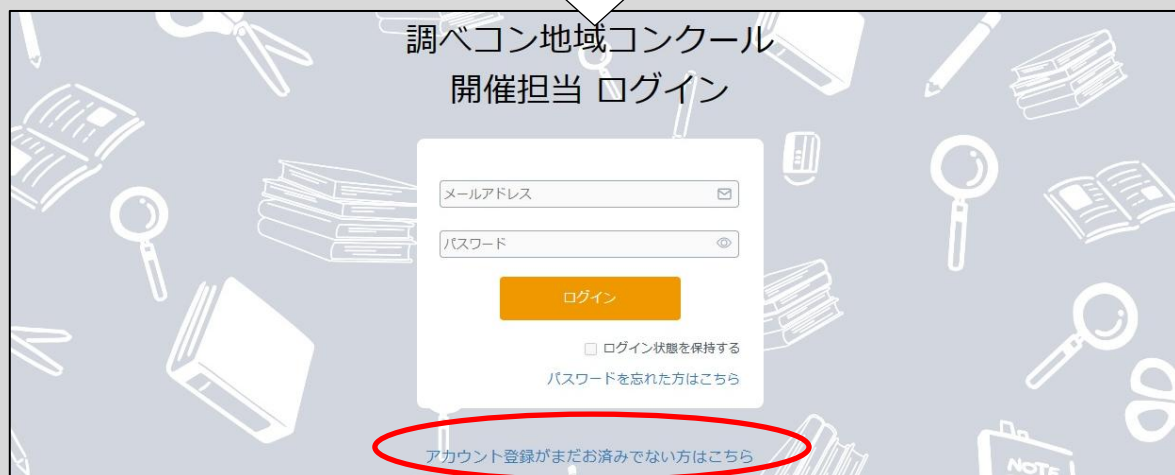 調べコン地域コンクール
開催担当 ログイン
メールアドレス
パスワード
ログイン
ログイン状態を保持する
パスワードを忘れた方はこちら
アカウント登録がまだお済みでない方はこちら
NOTE